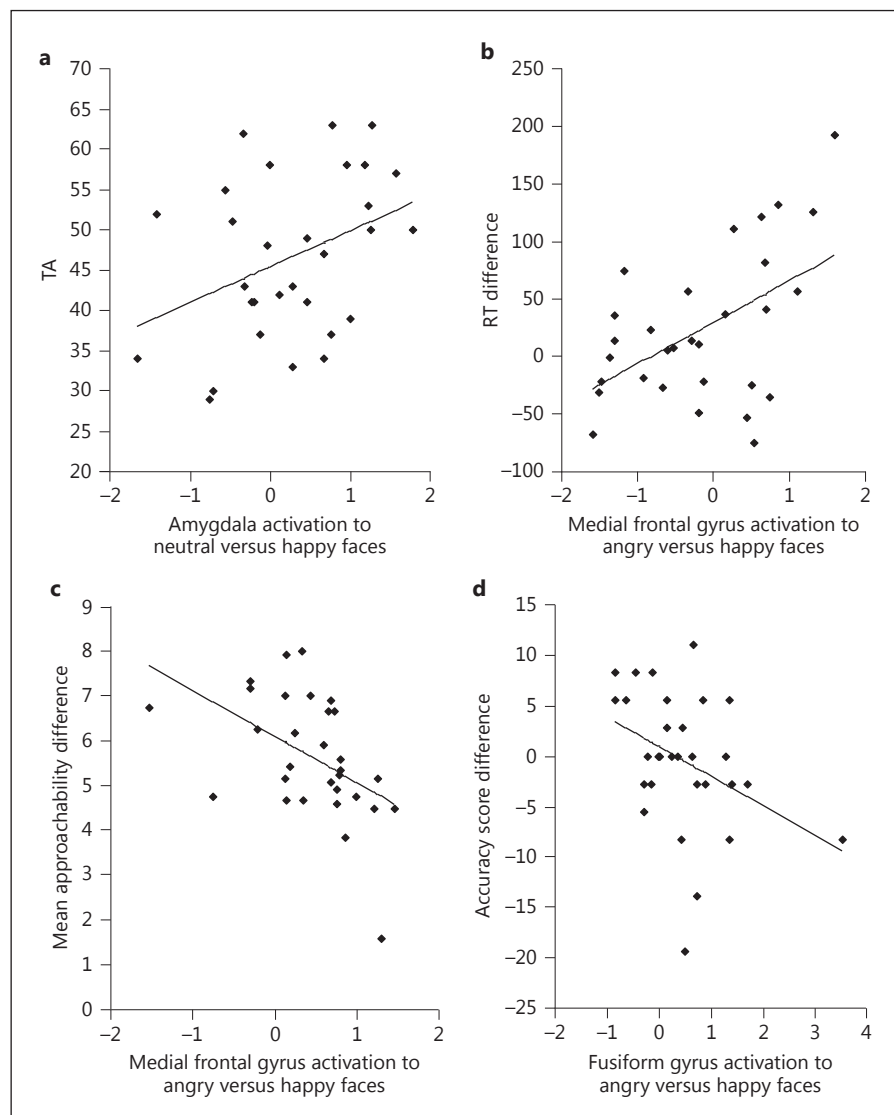 a
70
65
60
55
50
45
40
35
30
25
20
TA
−2 −1 0 1 2
Amygdala activation to
neutral versus happy faces
b
250
200
150
100
50
0
−50
−100
RT difference
−2 −1 0 1 2
Medial frontal gyrus activation to
angry versus happy faces
c
9
8
7
6
5
4
3
2
1
0
Mean approachability difference
−2 −1 0 1 2
Medial frontal gyrus activation to
angry versus happy faces
d
15
10
5
0
−5
−10
−15
−20
−25
Accuracy score difference
−2 −1 0 1 2 3 4
Fusiform gyrus activation to
angry versus happy faces